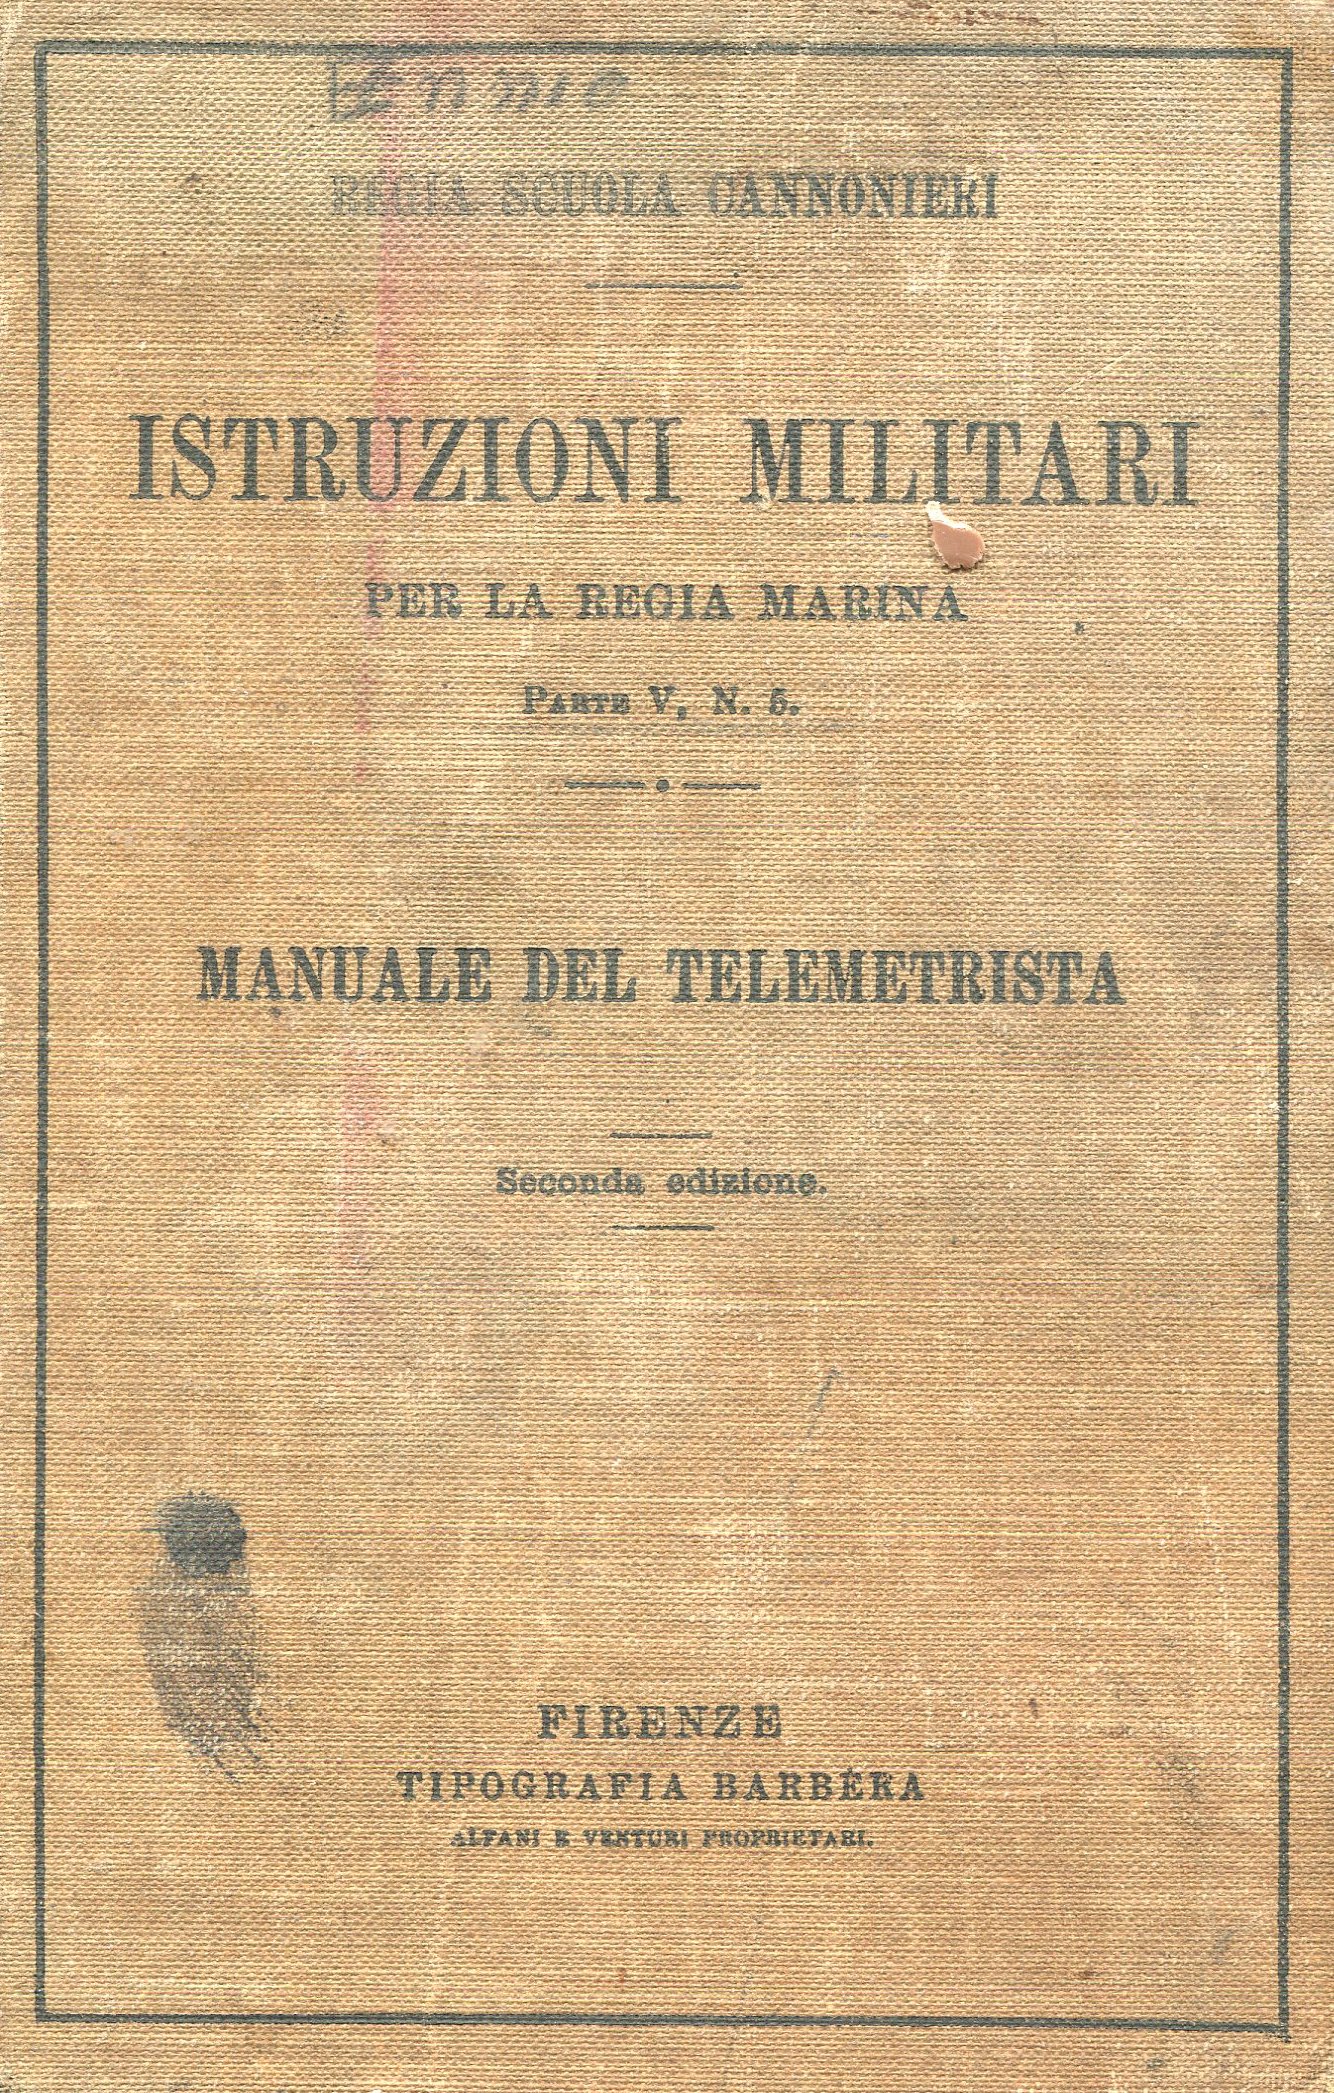 Ennio
REGIA SCUOLA CANNONIERI
ISTRUZIONI MILITARI
PER LA REGIA MARINA
PARTE V, N. 5.
MANUALE DEL TELEMETRISTA
Seconda edizione.
FIRENZE
TIPOGRAFIA BARBÈRA
ALFANI E VENTURI PROPRIETARI.